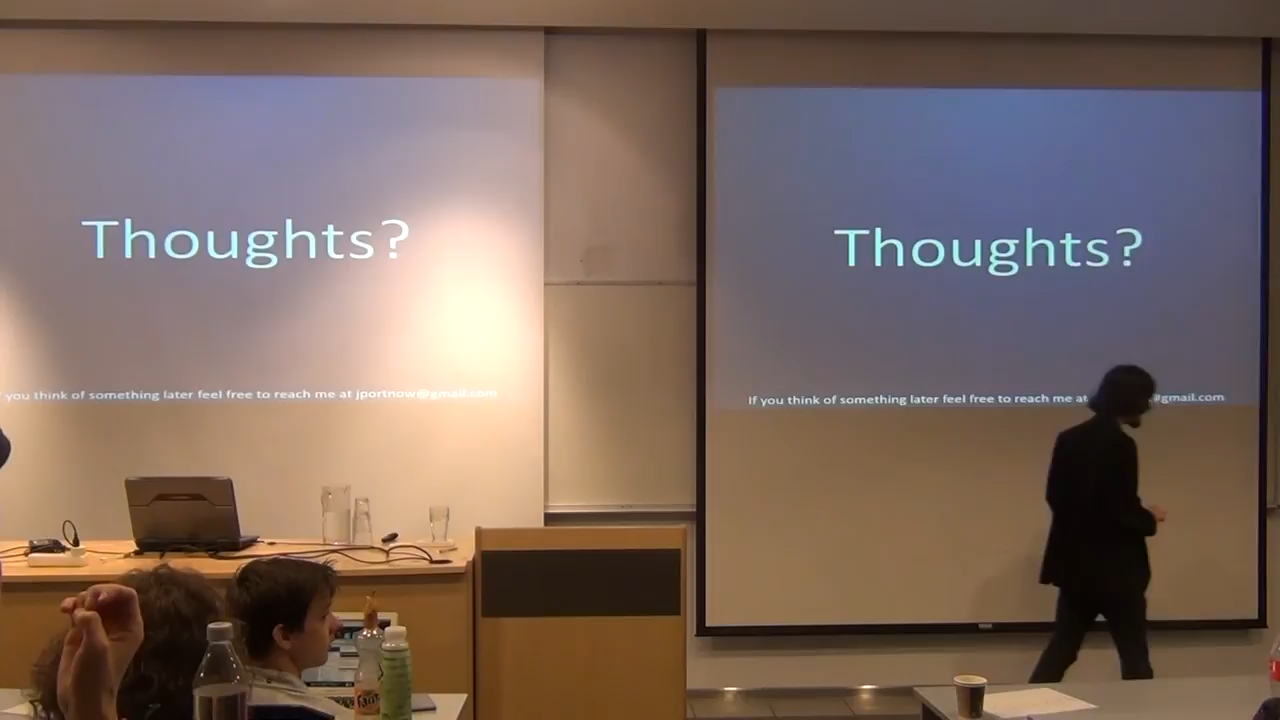 Thoughts?
you think of something later feel free to reach me at jportnow@gmail.com
Thoughts?
If you think of something later feel free to reach me at @gmail.com